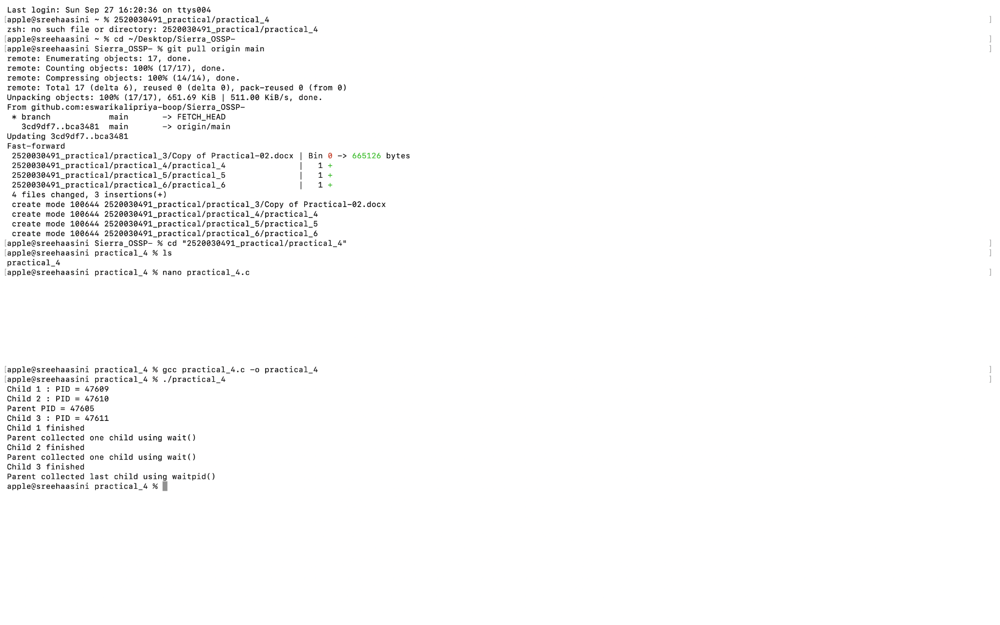 Last login: Sun Sep 27 16:20:36 on ttys004
[apple@sreehaasini ~ % 2520030491_practical/practical_4 ]
zsh: no such file or directory: 2520030491_practical/practical_4
[apple@sreehaasini ~ % cd ~/Desktop/Sierra_OSSP- ]
[apple@sreehaasini Sierra_OSSP- % git pull origin main ]
remote: Enumerating objects: 17, done.
remote: Counting objects: 100% (17/17), done.
remote: Compressing objects: 100% (14/14), done.
remote: Total 17 (delta 6), reused 0 (delta 0), pack-reused 0 (from 0)
Unpacking objects: 100% (17/17), 651.69 KiB | 511.00 KiB/s, done.
From github.com:eswarikalipriya-boop/Sierra_OSSP-
 * branch            main       -> FETCH_HEAD
   3cd9df7..bca3481  main       -> origin/main
Updating 3cd9df7..bca3481
Fast-forward
 2520030491_practical/practical_3/Copy of Practical-02.docx | Bin 0 -> 665126 bytes
 2520030491_practical/practical_4/practical_4               |   1 +
 2520030491_practical/practical_5/practical_5               |   1 +
 2520030491_practical/practical_6/practical_6               |   1 +
 4 files changed, 3 insertions(+)
 create mode 100644 2520030491_practical/practical_3/Copy of Practical-02.docx
 create mode 100644 2520030491_practical/practical_4/practical_4
 create mode 100644 2520030491_practical/practical_5/practical_5
 create mode 100644 2520030491_practical/practical_6/practical_6
[apple@sreehaasini Sierra_OSSP- % cd "2520030491_practical/practical_4" ]
[apple@sreehaasini practical_4 % ls ]
practical_4
[apple@sreehaasini practical_4 % nano practical_4.c ]
[apple@sreehaasini practical_4 % gcc practical_4.c -o practical_4 ]
[apple@sreehaasini practical_4 % ./practical_4 ]
Child 1 : PID = 47609
Child 2 : PID = 47610
Parent PID = 47605
Child 3 : PID = 47611
Child 1 finished
Parent collected one child using wait()
Child 2 finished
Parent collected one child using wait()
Child 3 finished
Parent collected last child using waitpid()
apple@sreehaasini practical_4 %